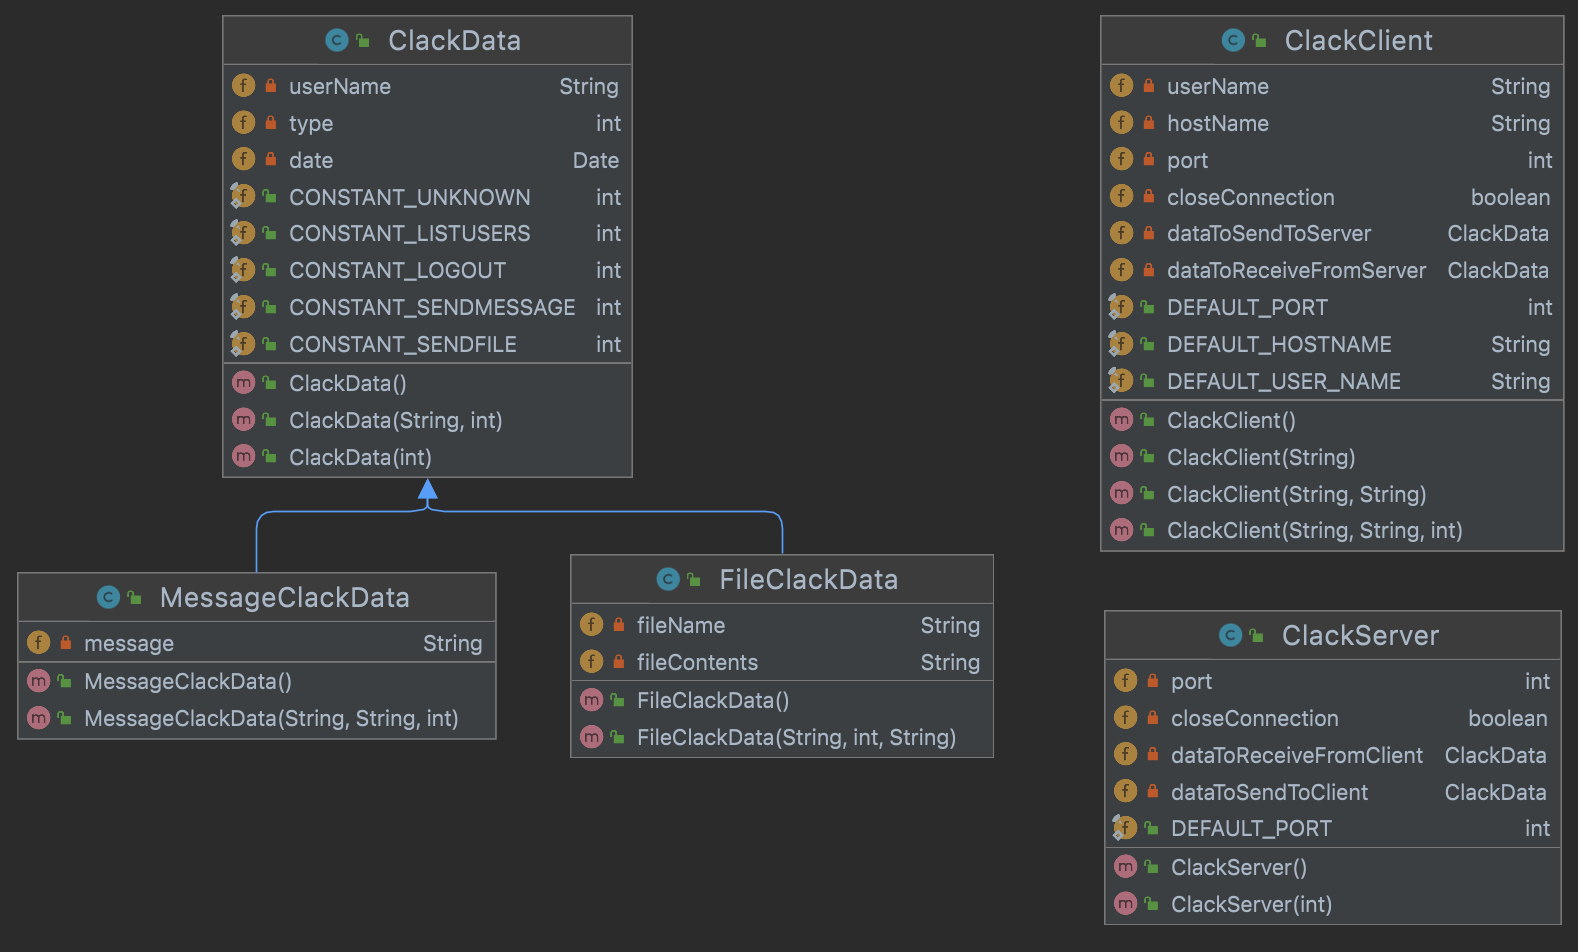 ClackData
userName String
type int
date Date
CONSTANT_UNKNOWN int
CONSTANT_LISTUSERS int
CONSTANT_LOGOUT int
CONSTANT_SENDMESSAGE int
CONSTANT_SENDFILE int
ClackData()
ClackData(String, int)
ClackData(int)
MessageClackData
message String
MessageClackData()
MessageClackData(String, String, int)
FileClackData
fileName String
fileContents String
FileClackData()
FileClackData(String, int, String)
ClackClient
userName String
hostName String
port int
closeConnection boolean
dataToSendToServer ClackData
dataToReceiveFromServer ClackData
DEFAULT_PORT int
DEFAULT_HOSTNAME String
DEFAULT_USER_NAME String
ClackClient()
ClackClient(String)
ClackClient(String, String)
ClackClient(String, String, int)
ClackServer
port int
closeConnection boolean
dataToReceiveFromClient ClackData
dataToSendToClient ClackData
DEFAULT_PORT int
ClackServer()
ClackServer(int)